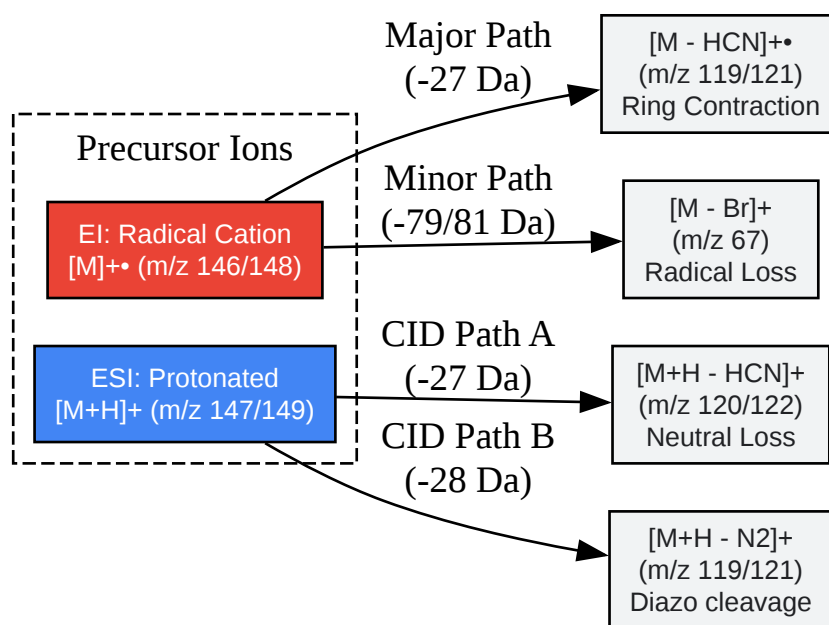 Major Path
(-27 Da)
[M - HCN]+•
(m/z 119/121)
Ring Contraction
Precursor Ions
Minor Path
(-79/81 Da)
EI: Radical Cation
[M]+• (m/z 146/148)
[M - Br]+
(m/z 67)
Radical Loss
CID Path A
(-27 Da)
ESI: Protonated
[M+H]+ (m/z 147/149)
[M+H - HCN]+
(m/z 120/122)
Neutral Loss
CID Path B
(-28 Da)
[M+H - N2]+
(m/z 119/121)
Diazo cleavage